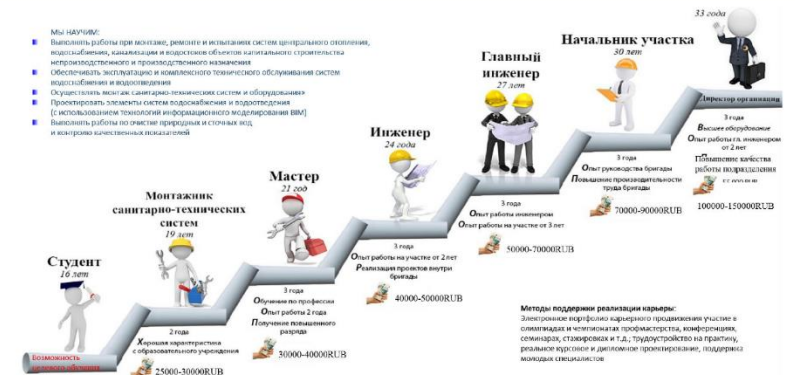 МЫ НАУЧИМ:
Выполнять работы при монтаже, ремонте и испытаниях систем центрального отопления,
водоснабжения, канализации и водостоков объектов капитального строительства
непроизводственного и производственного назначения
Обеспечивать эксплуатацию и комплексного технического обслуживания систем
водоснабжения и водоотведения
Осуществлять монтаж санитарно-технических систем и оборудования»
Проектировать элементы систем водоснабжения и водоотведения
(с использованием технологий информационного моделирования BIM)
Выполнять работы по очистке природных и сточных вод
и контролю качественных показателей
Студент
16 лет
Возможность
Монтажник
санитарно-технических
систем
19 лет
2 года
Хорошая характеристика
с образовательного учреждения
25000-30000RUB
Мастер
21 год
3 года
Обучение по профессии
Опыт работы 2 года
Получение повышенного
разряда
30000-40000RUB
Инженер
24 года
3 года
Опыт работы на участке от 2 лет
Реализация проектов внутри
бригады
40000-50000RUB
Главный
инженер
27 лет
3 года
Опыт работы инженером
Опыт работы на участке от 3 лет
50000-70000RUB
Начальник участка
30 лет
3 года
Опыт руководства бригады
Повышение производительности
труда бригады
70000-90000RUB
33 года
Директор организации
3 года
Высшее оборудование
Опыт работы гл. инженером
от 2 лет
Повышение качества
работы подразделения
100000-150000RUB
Методы поддержки реализации карьеры:
Электронное портфолио карьерного продвижения участие в
олимпиадах и чемпионатах профмастерства, конференциях,
семинарах, стажировках и т.д.; трудоустройство на практику,
реальное курсовое и дипломное проектирование, поддержка
молодых специалистов